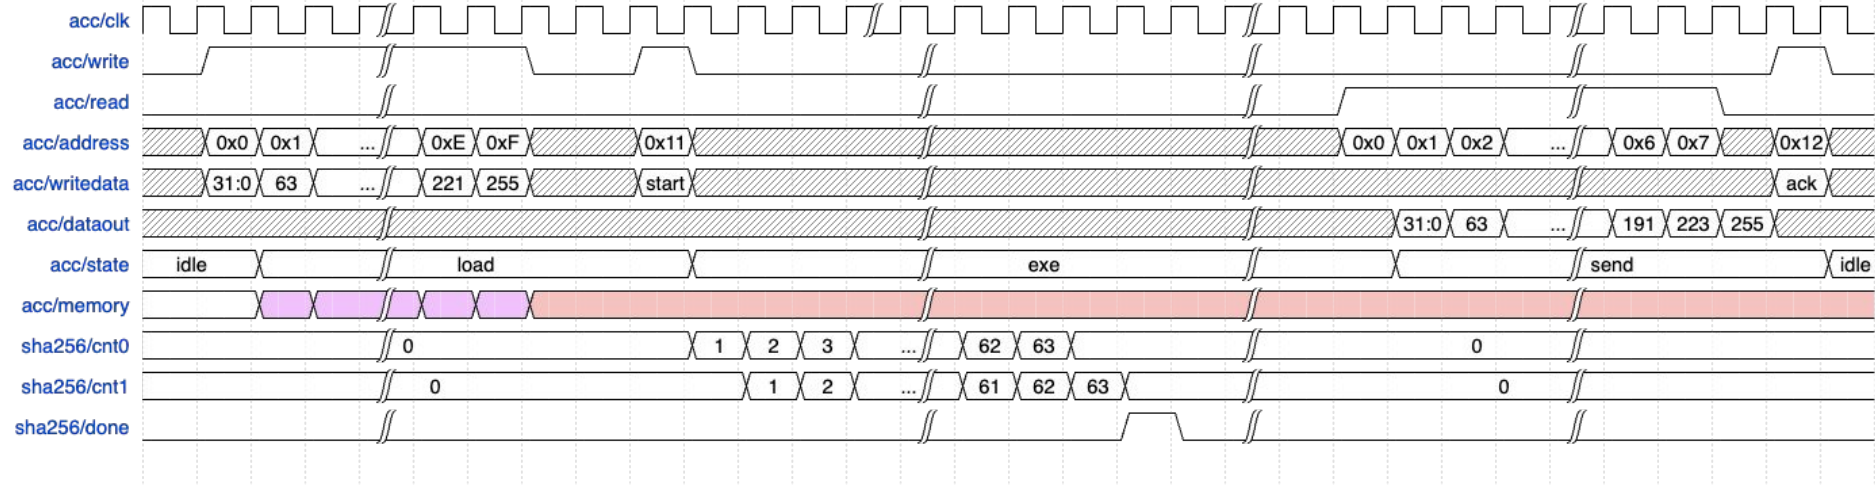 acc/clk
acc/write
acc/read
acc/address 0x0 0x1 ... 0xE 0xF 0x11 0x0 0x1 0x2 ... 0x6 0x7 0x12
acc/writedata 31:0 63 ... 221 255 start ack
acc/dataout 31:0 63 ... 191 223 255
acc/state idle load exe send idle
acc/memory
sha256/cnt0 0 1 2 3 ... 62 63 0
sha256/cnt1 0 1 2 ... 61 62 63 0
sha256/done